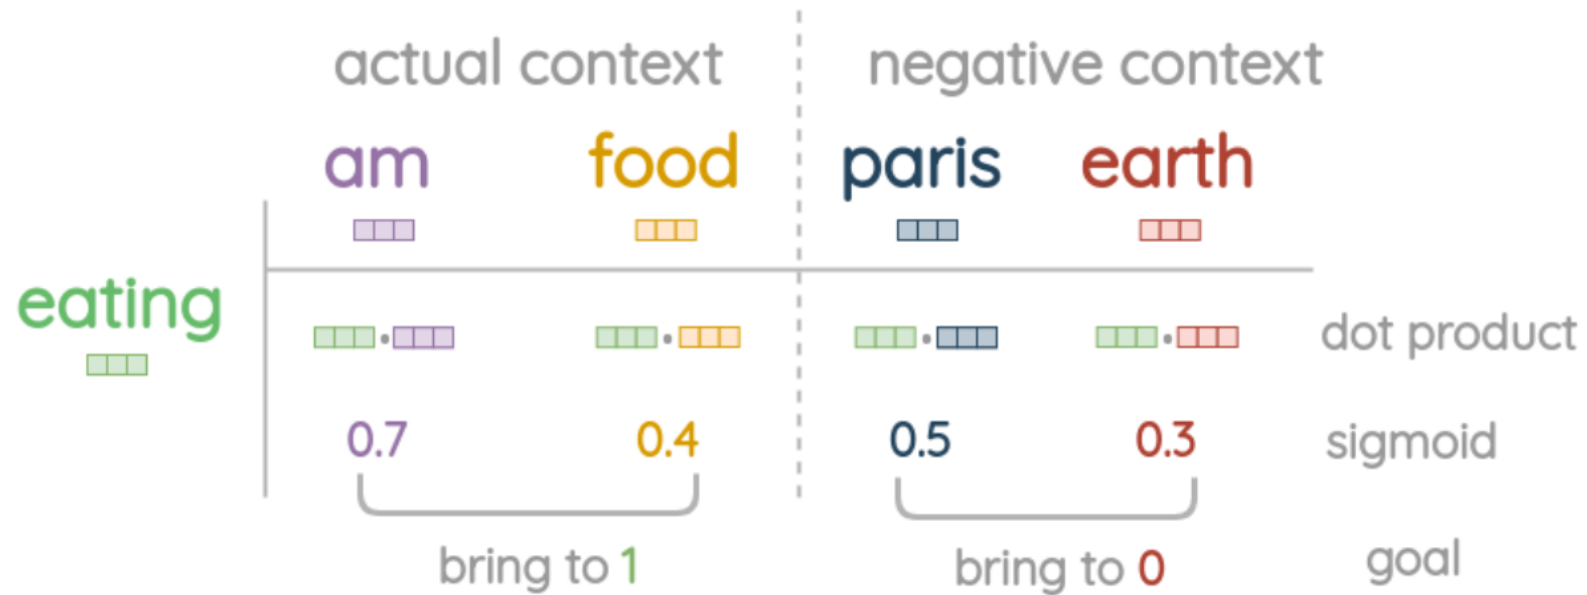 actual context negative context
am food paris earth
eating
dot product
0.7 0.4 0.5 0.3 sigmoid
bring to 1 bring to 0 goal